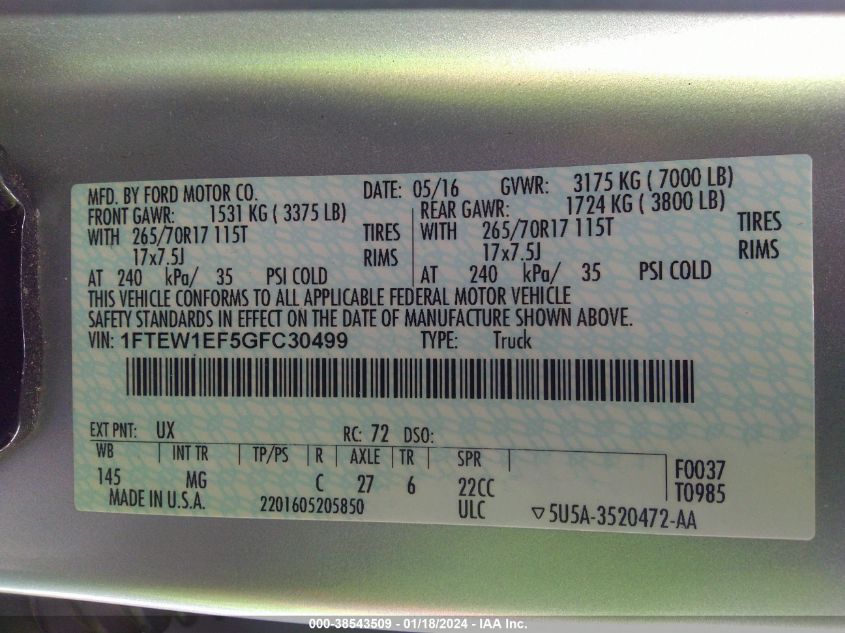 MFD. BY FORD MOTOR CO. DATE: 05/16 GVWR: 3175 KG ( 7000 LB)
FRONT GAWR: 1531 KG ( 3375 LB) REAR GAWR: 1724 KG ( 3800 LB)
WITH 265/70R17 115T TIRES WITH 265/70R17 115T TIRES
17x7.5J RIMS 17x7.5J RIMS
AT 240 kPa/ 35 PSI COLD AT 240 kPa/ 35 PSI COLD
THIS VEHICLE CONFORMS TO ALL APPLICABLE FEDERAL MOTOR VEHICLE
SAFETY STANDARDS IN EFFECT ON THE DATE OF MANUFACTURE SHOWN ABOVE.
VIN: 1FTEW1EF5GFC30499 TYPE: Truck
EXT PNT: UX RC: 72 DSO:
WB INT TR TP/PS R AXLE TR SPR
145 MG C 27 6 22CC F0037
MADE IN U.S.A. 2201605205850 ULC T0985
▽5U5A-3520472-AA
000-38543509 - 01/18/2024 - IAA Inc.